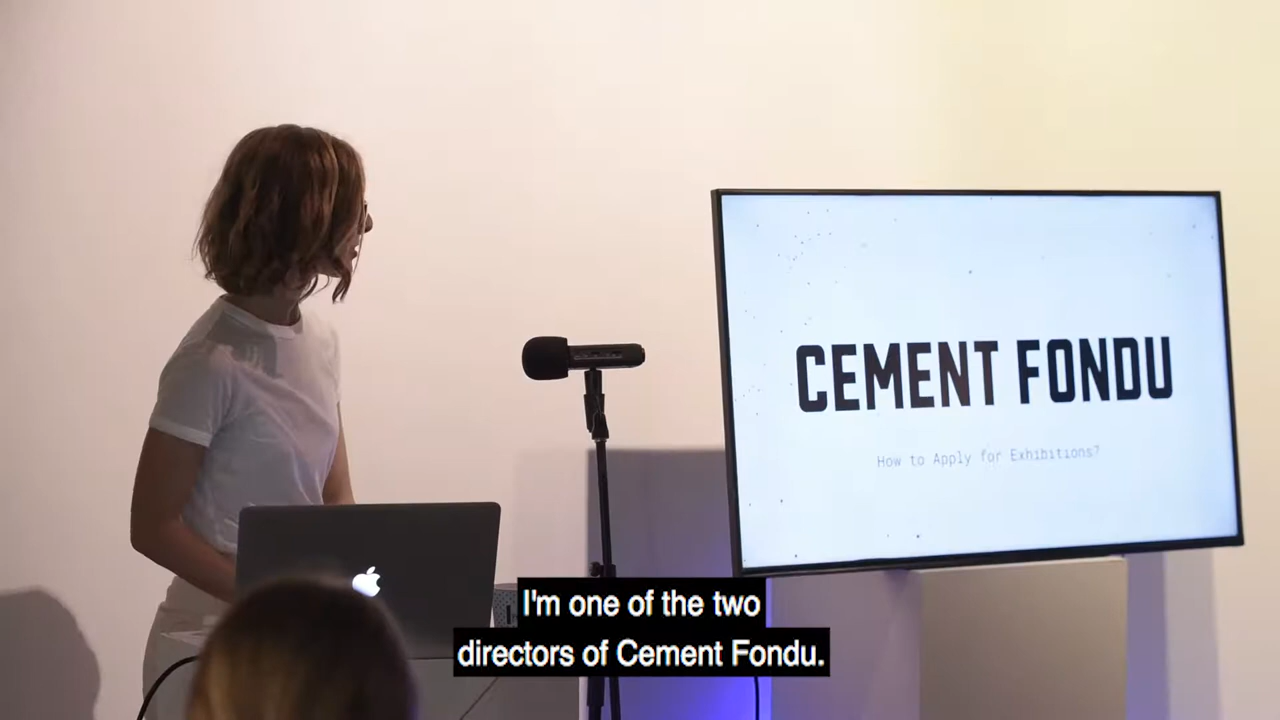 CEMENT FONDU
How to Apply for Exhibitions?
I'm one of the two
directors of Cement Fondu.